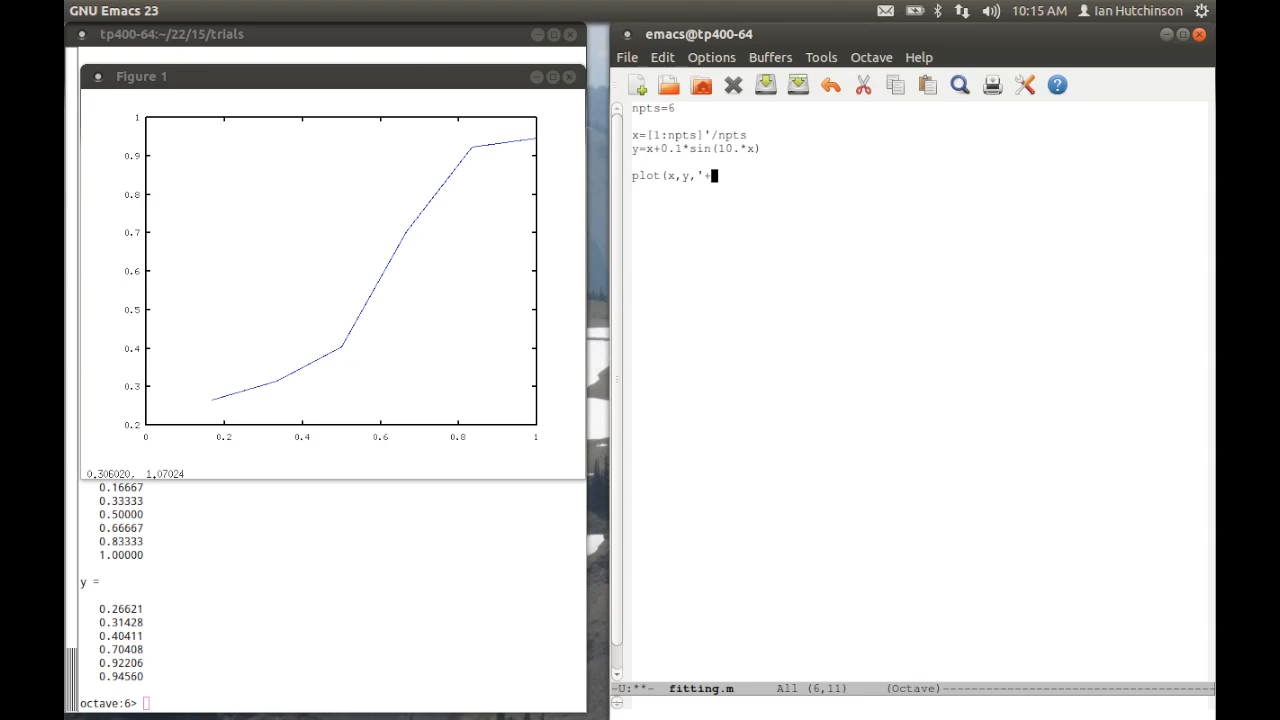 GNU Emacs 23
10:15 AM
Ian Hutchinson
tp400-64:~/22/15/trials
Figure 1
1
0.9
0.8
0.7
0.6
0.5
0.4
0.3
0.2
0 0.2 0.4 0.6 0.8 1
0.306020, 1.07024
0.16667
0.33333
0.50000
0.66667
0.83333
1.00000
y =
0.26621
0.31428
0.40411
0.70408
0.92206
0.94560
octave:6>
emacs@tp400-64
File Edit Options Buffers Tools Octave Help
npts=6
x=[1:npts]'/npts
y=x+0.1*sin(10.*x)
plot(x,y,'+
-U:**- fitting.m All (6,11) (Octave)